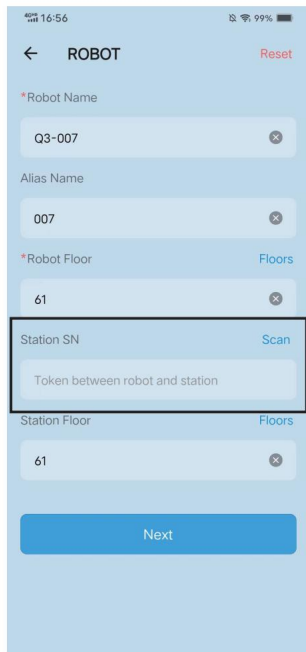 16:56 99%
ROBOT Reset
*Robot Name
Q3-007
Alias Name
007
*Robot Floor Floors
61
Station SN Scan
Token between robot and station
Station Floor Floors
61
Next